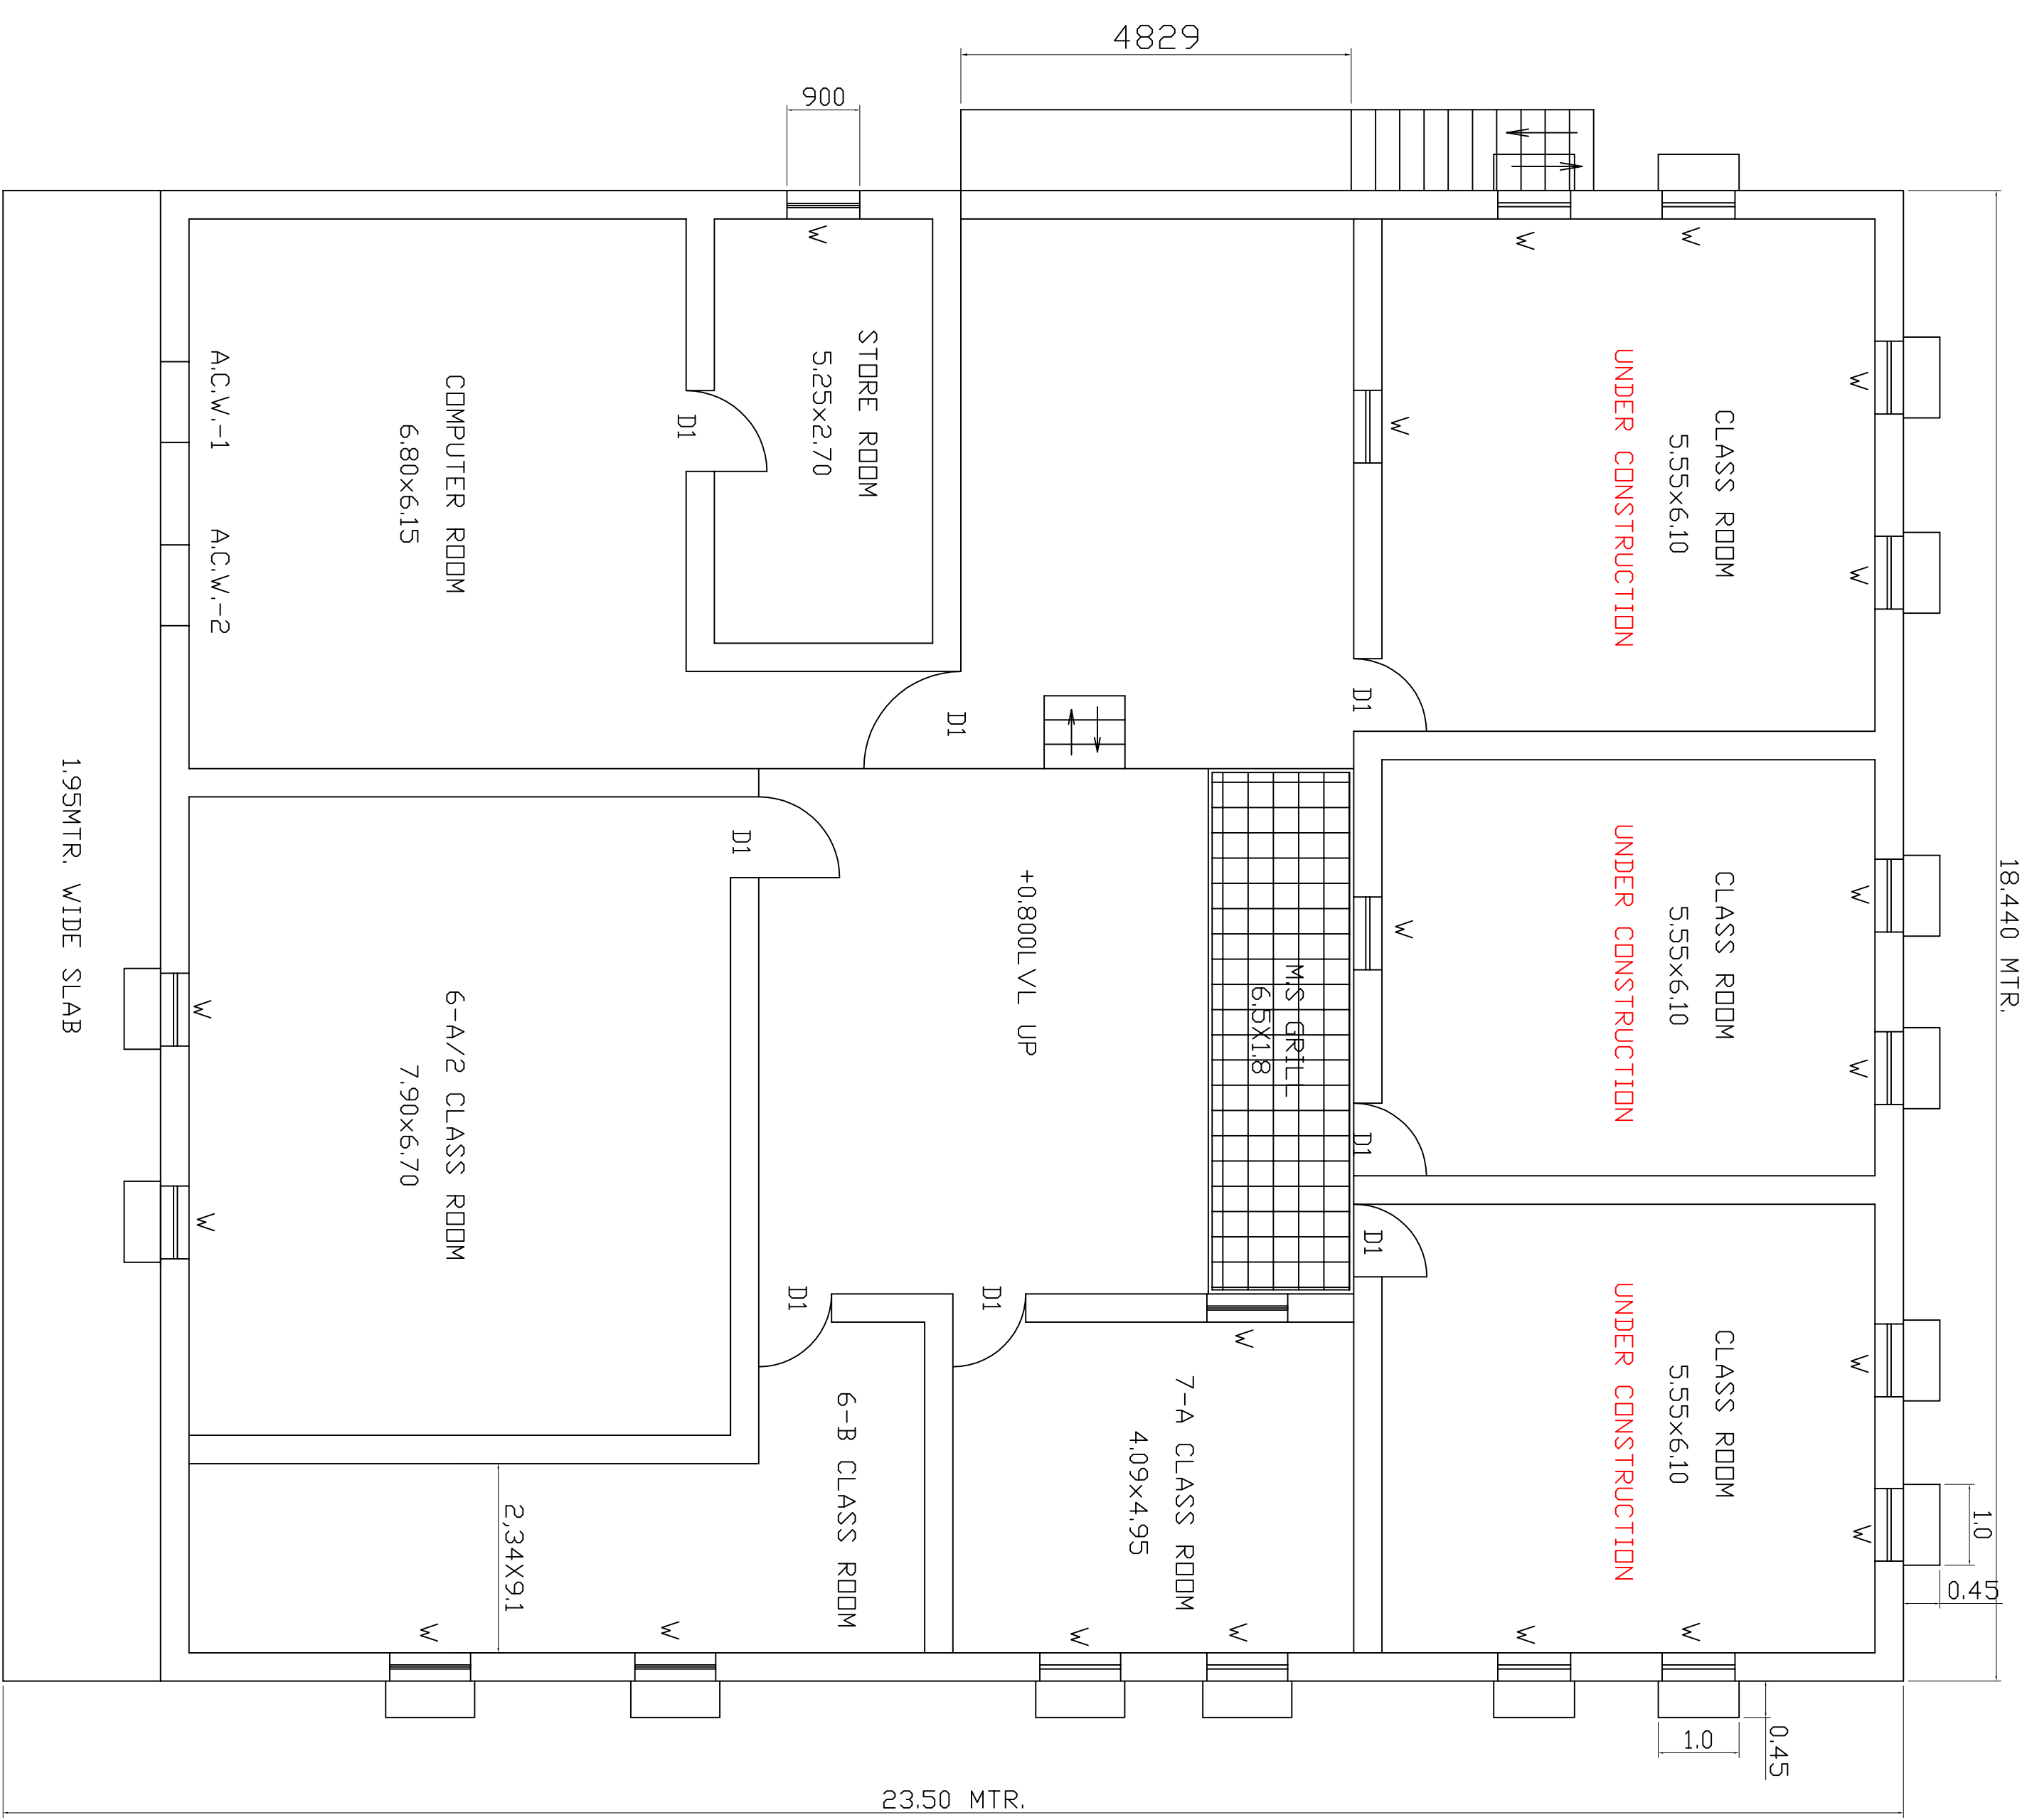 4829
900
W
W
W
STORE ROOM
5.25x2.70
D1
A.C.W.-1
A.C.W.-2
COMPUTER ROOM
6.80x6.15
D1
CLASS ROOM
5.55x6.10
UNDER CONSTRUCTION
W
W
W
D1
18.440 MTR.
CLASS ROOM
5.55x6.10
UNDER CONSTRUCTION
W
W
W
D1
M.S GRILL
6.5X1.8
+0.800LVL UP
D1
1.95MTR. WIDE SLAB
6-A/2 CLASS ROOM
7.90x6.70
W
W
D1
CLASS ROOM
5.55x6.10
UNDER CONSTRUCTION
W
W
W
W
1.0
0.45
D1
D1
W
7-A CLASS ROOM
4.09x4.95
W
W
6-B CLASS ROOM
2,34X9.1
W
W
0.45
1.0
23.50 MTR.